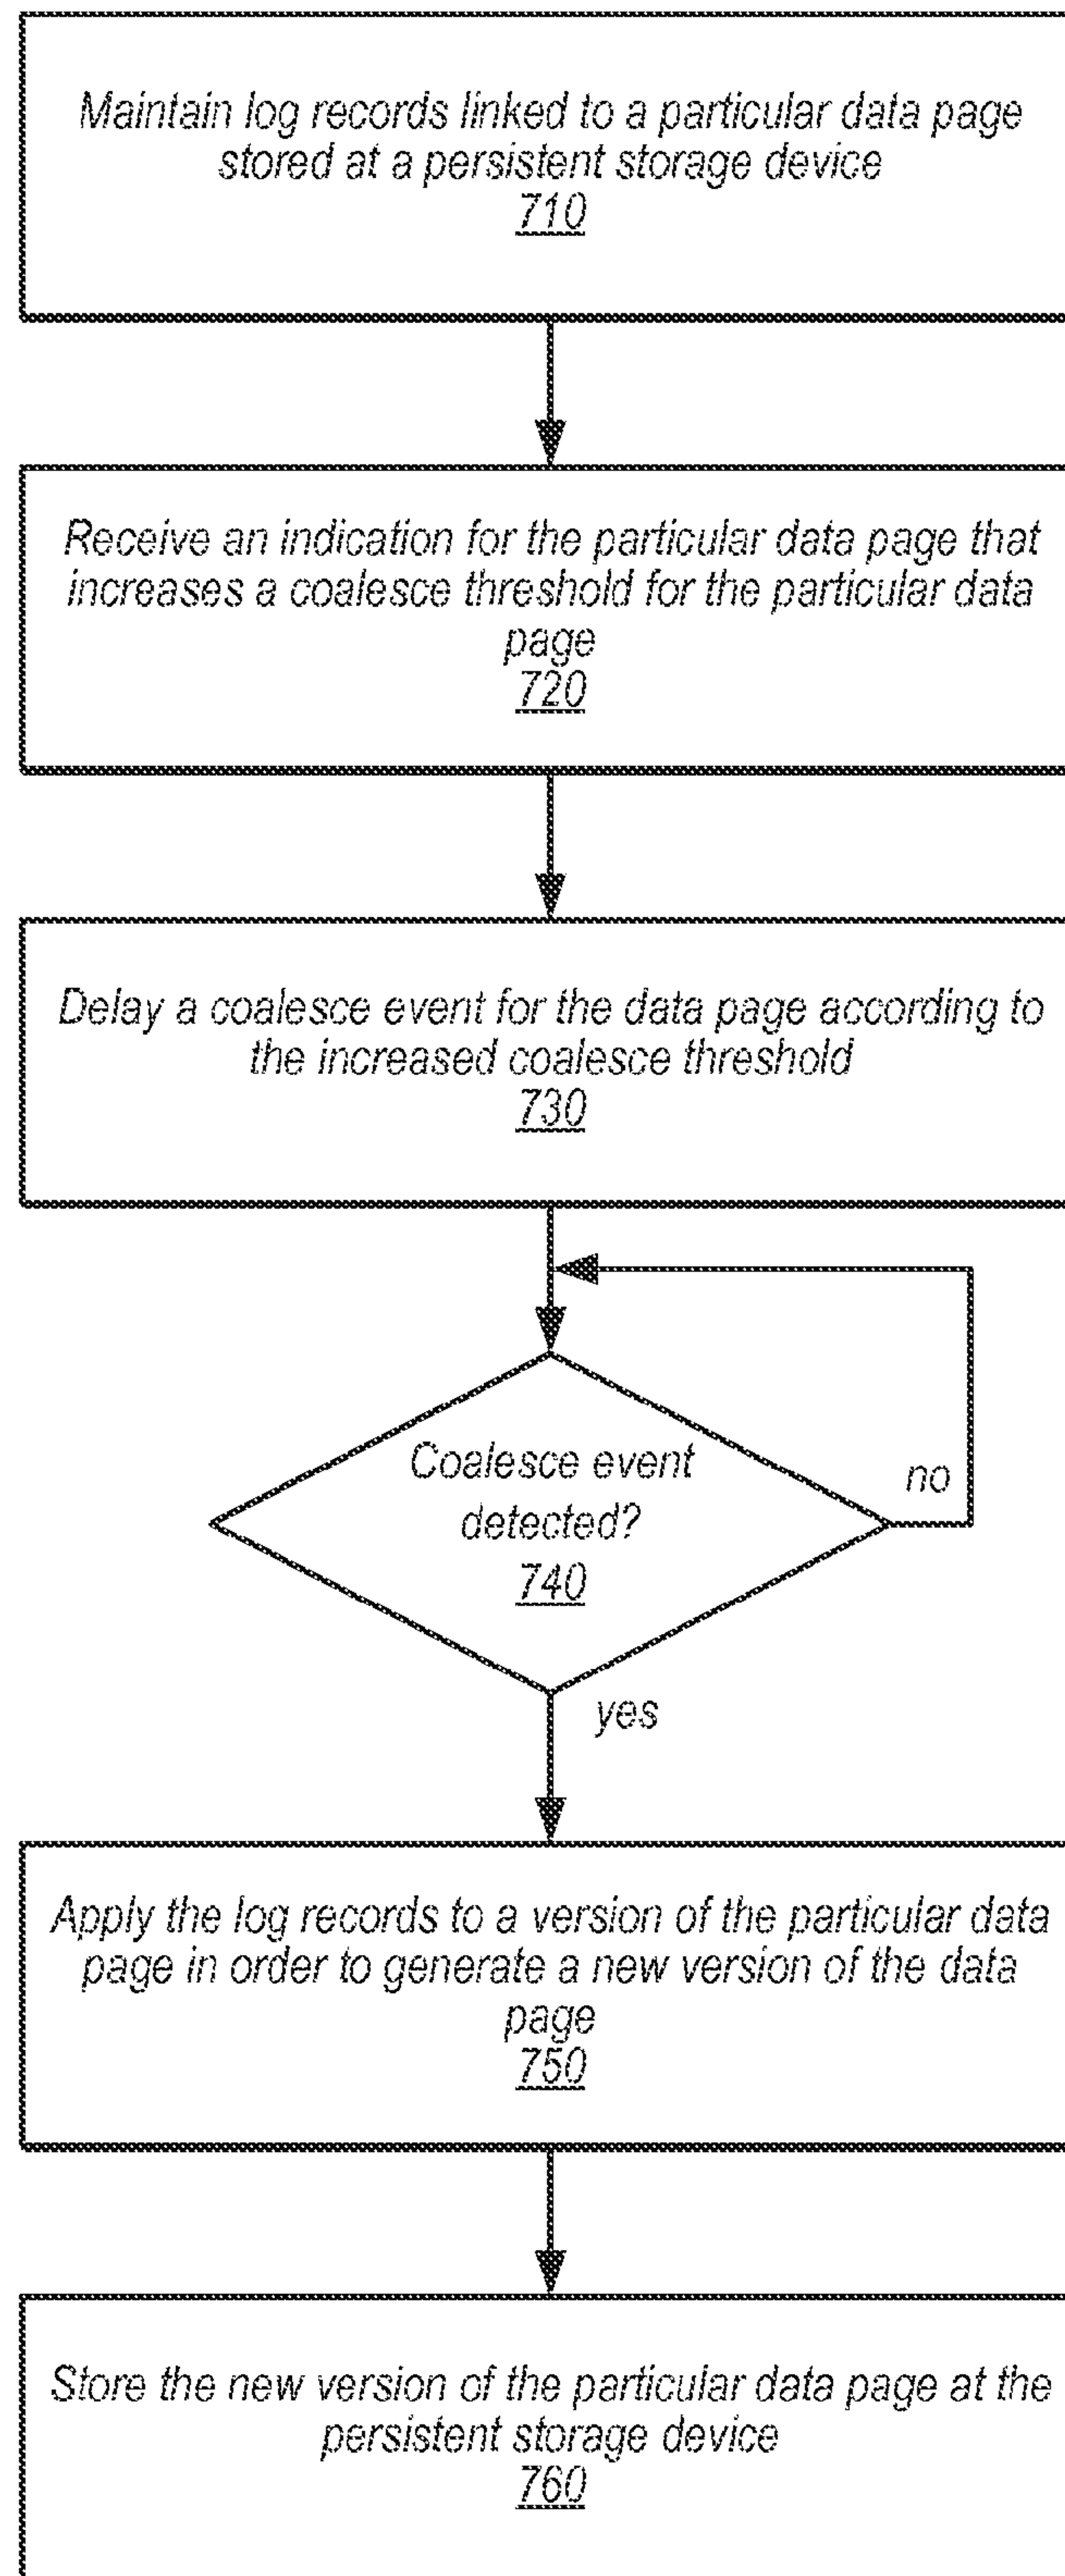 Maintain log records linked to a particular data page
stored at a persistent storage device
710
Receive an indication for the particular data page that
increases a coalesce threshold for the particular data
page
720
Delay a coalesce event for the data page according to
the increased coalesce threshold
730
Coalesce event
detected?
740
no
yes
Apply the log records to a version of the particular data
page in order to generate a new version of the data
page
750
Store the new version of the particular data page at the
persistent storage device
760